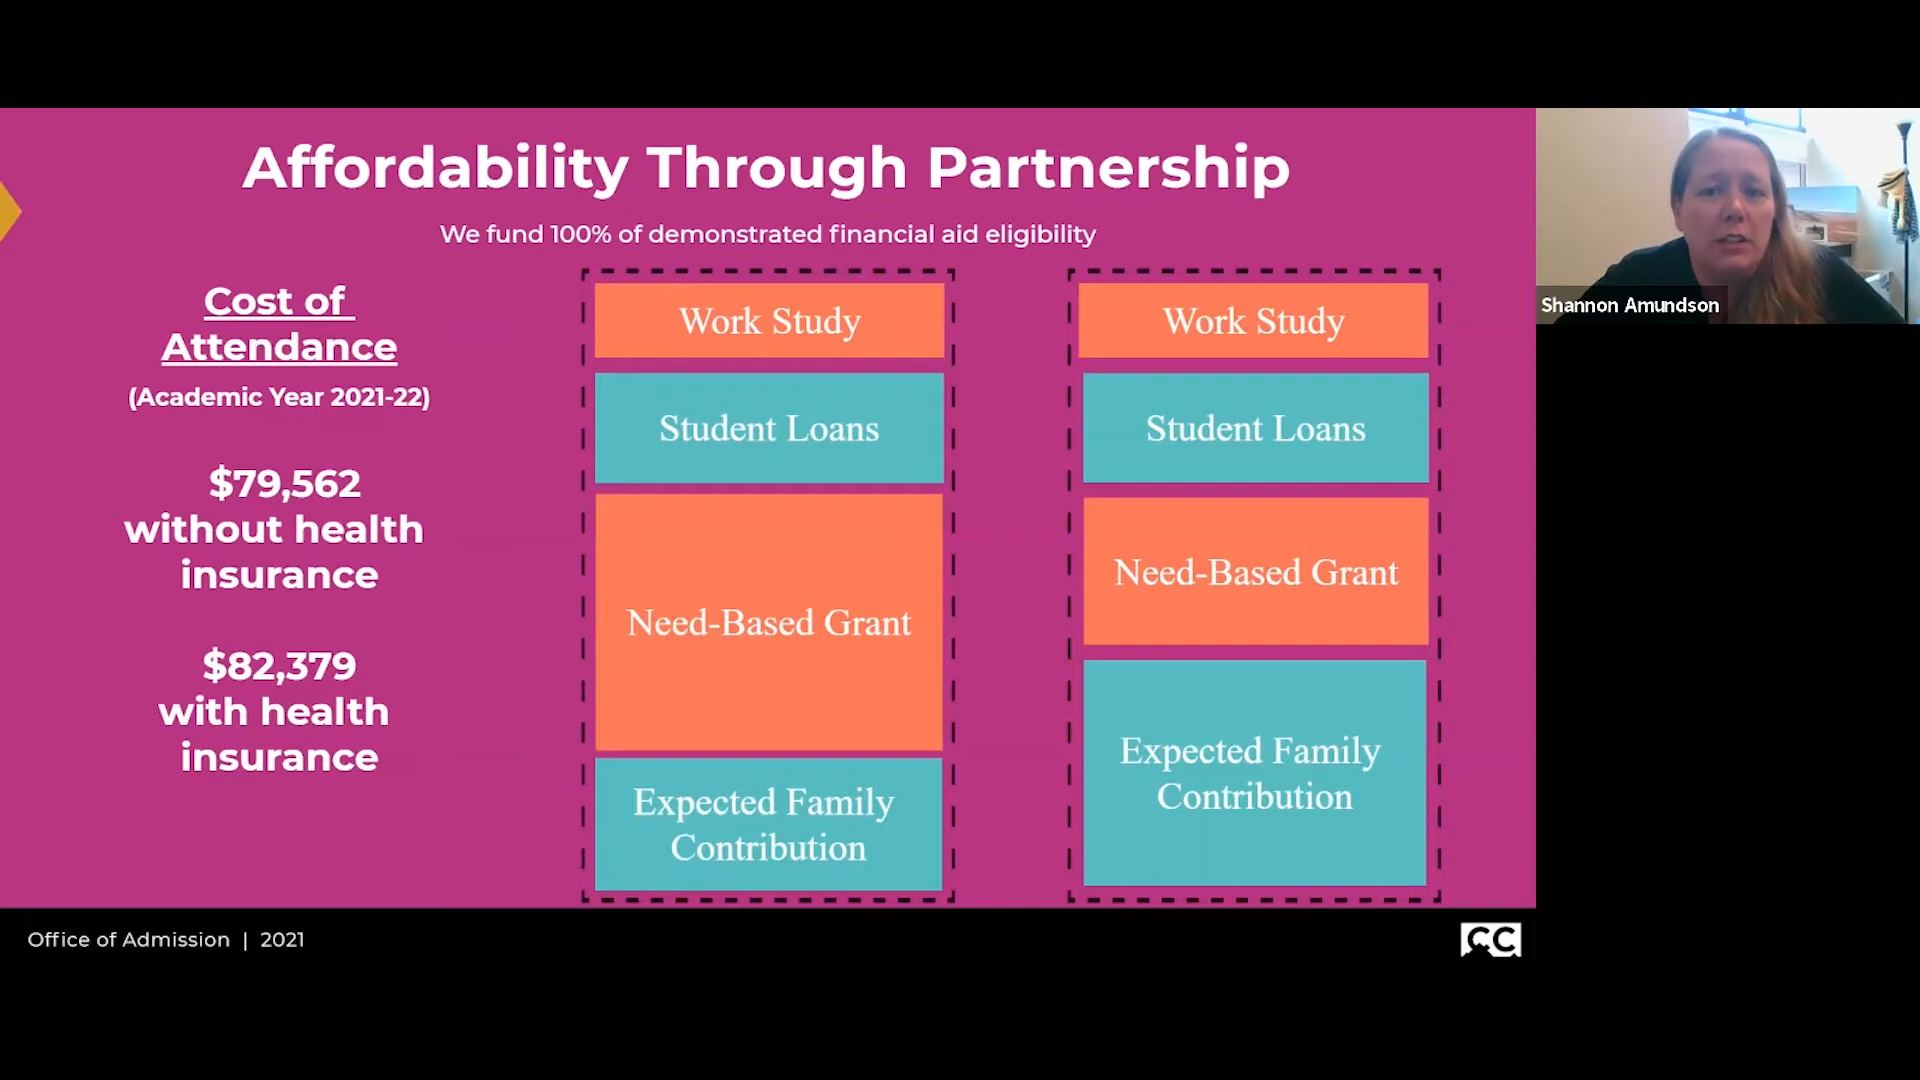 Affordability Through Partnership
We fund 100% of demonstrated financial aid eligibility
Cost of
Attendance
(Academic Year 2021-22)
$79,562
without health
insurance
$82,379
with health
insurance
Work Study
Student Loans
Need-Based Grant
Expected Family
Contribution
Work Study
Student Loans
Need-Based Grant
Expected Family
Contribution
Shannon Amundson
Office of Admission | 2021
CC